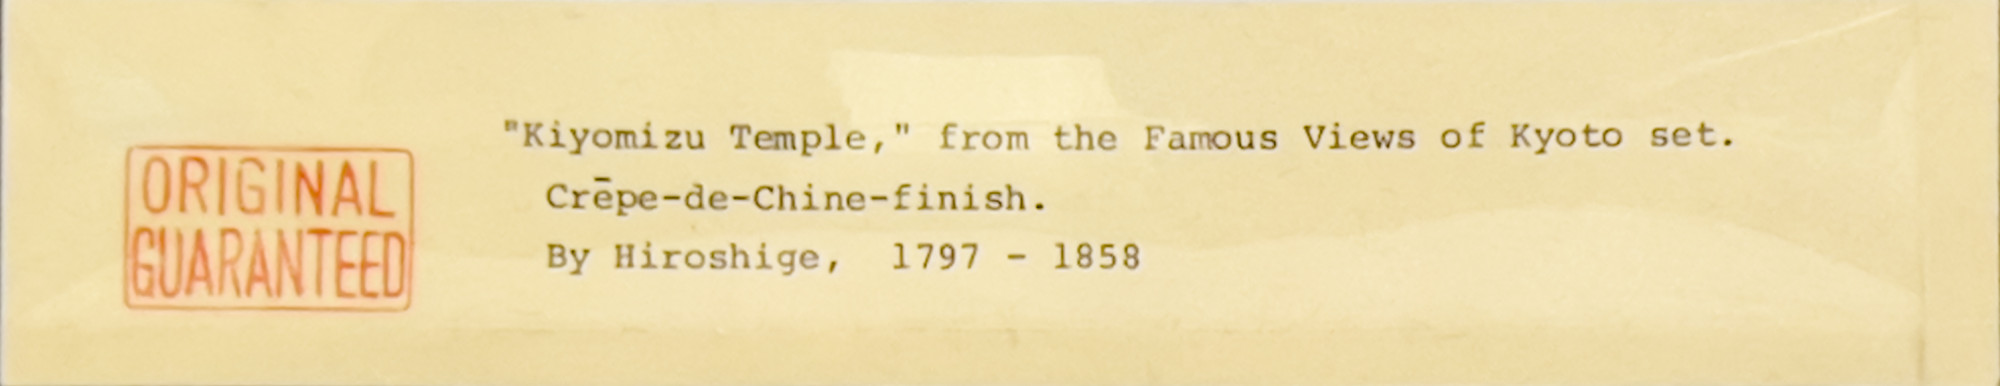 ORIGINAL
GUARANTEED
"Kiyomizu Temple," from the Famous Views of Kyoto set.
Crēpe-de-Chine-finish.
By Hiroshige, 1797 - 1858